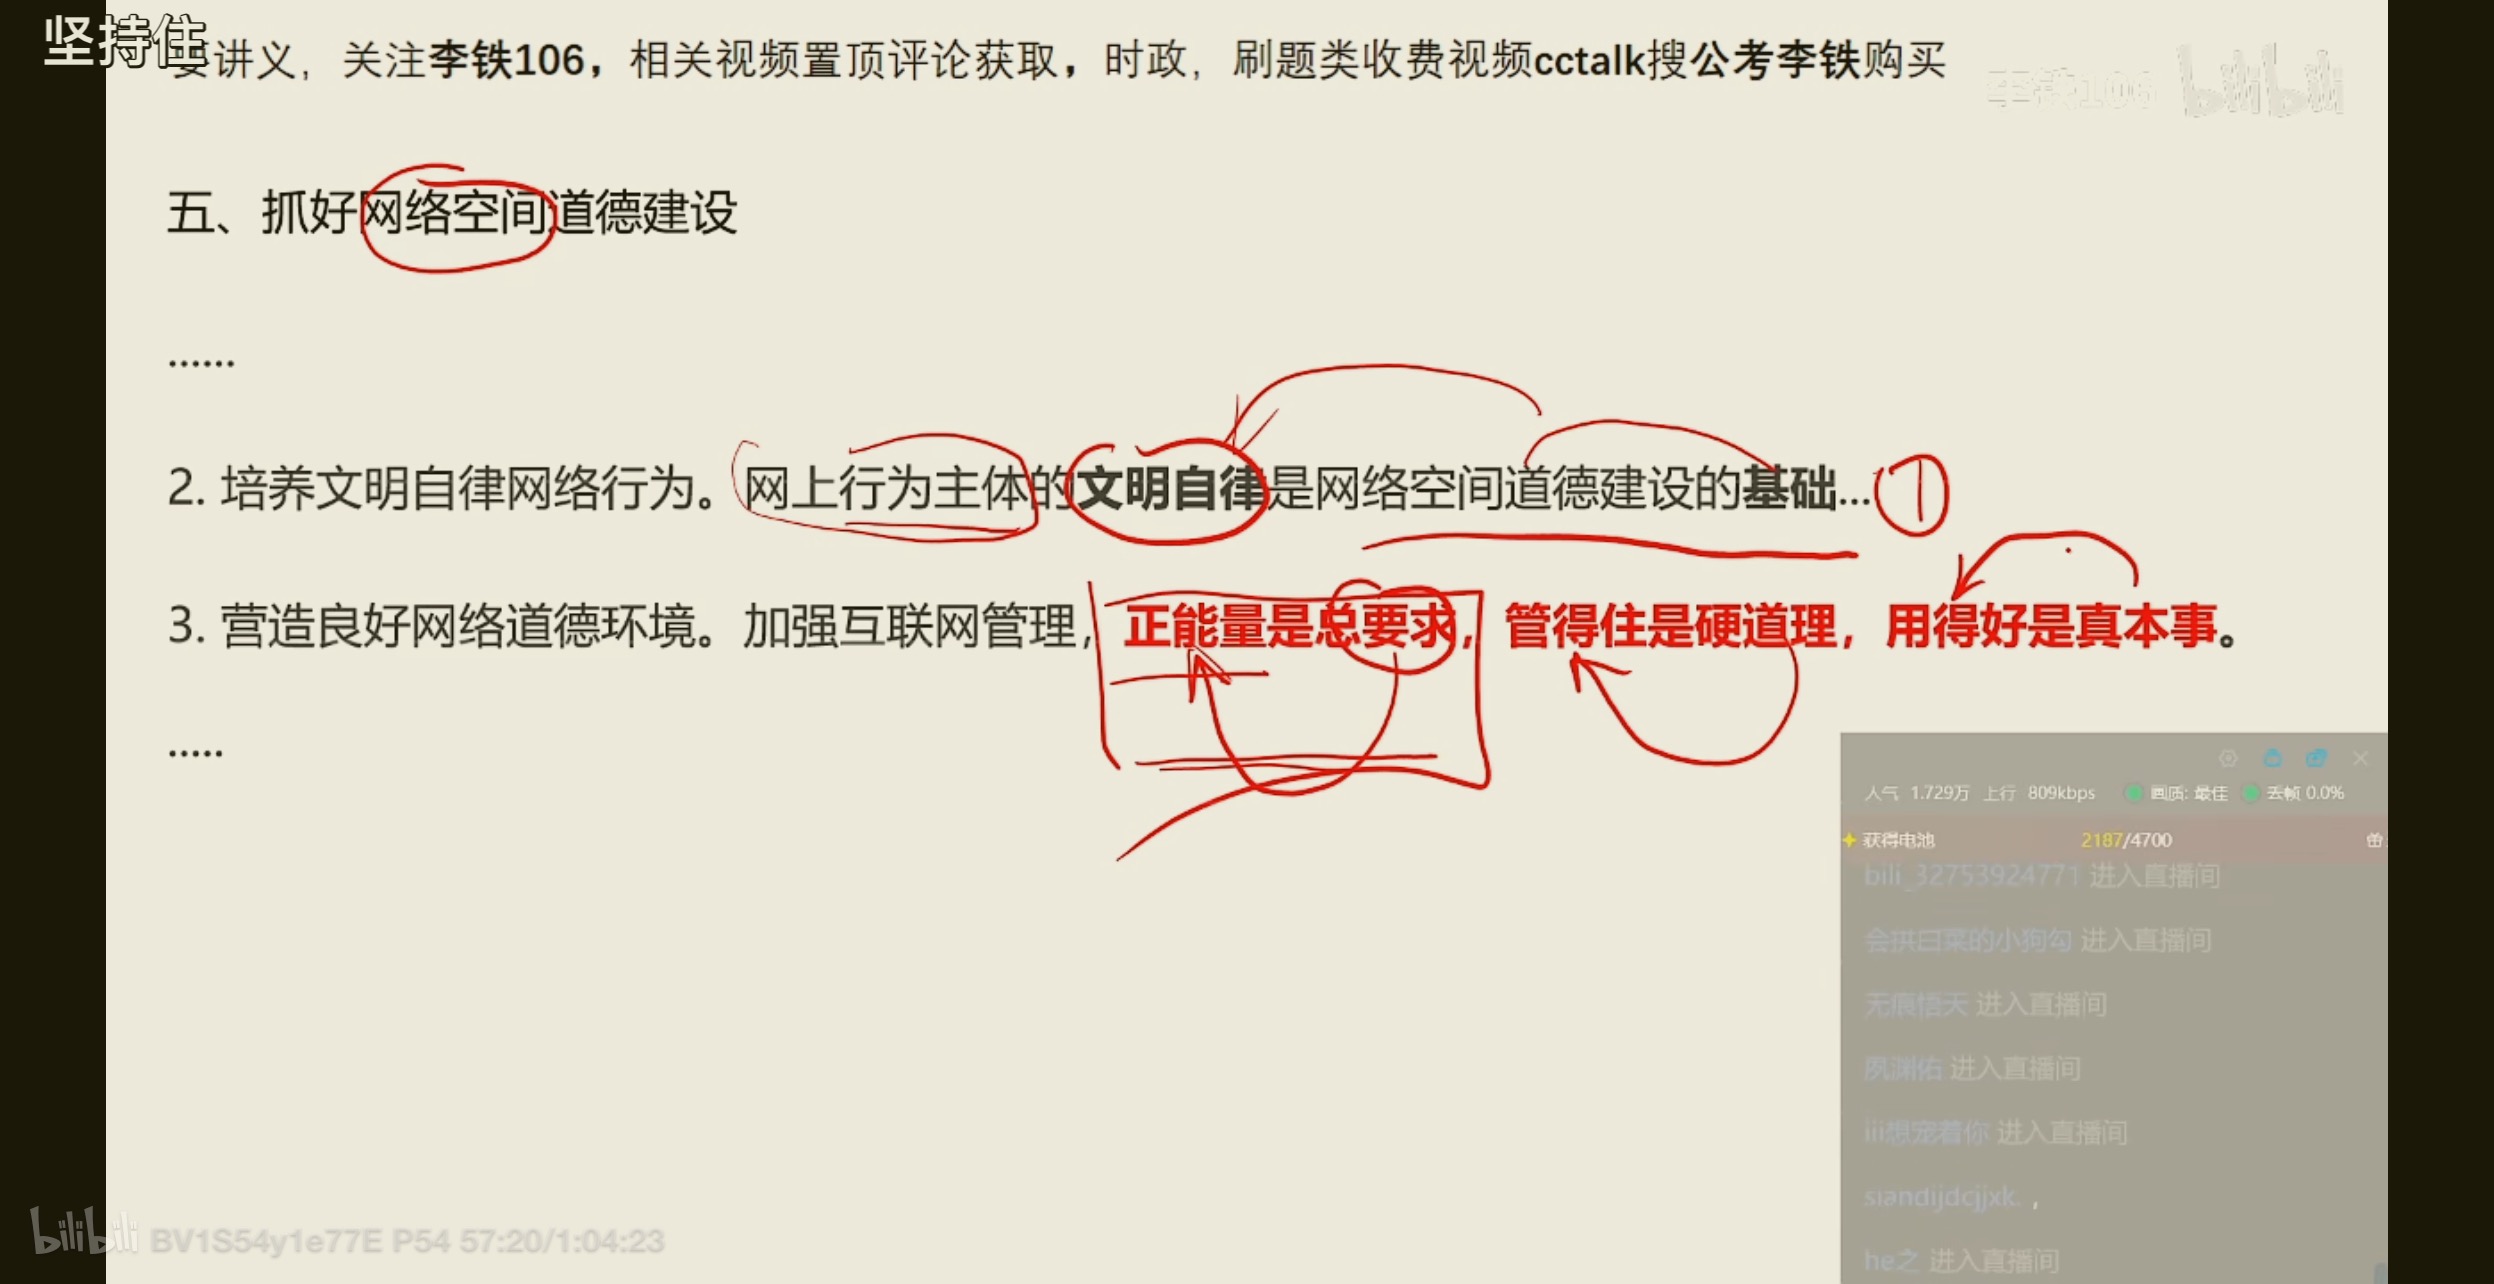 坚持住
要讲义，关注李铁106，相关视频置顶评论获取，时政，刷题类收费视频cctalk搜公考李铁购买
李铁106 bilibili
五、抓好网络空间道德建设
......
2. 培养文明自律网络行为。网上行为主体的文明自律是网络空间道德建设的基础... ①
3. 营造良好网络道德环境。加强互联网管理，正能量是总要求，管得住是硬道理，用得好是真本事。
.....
人气 1.729万 上行 809kbps 画质: 最佳 丢帧 0.0%
获得电池 2187/4700
bili_32753924771 进入直播间
会拱白菜的小狗勾 进入直播间
无痕悟天 进入直播间
夙渊佑 进入直播间
iii想宠着你 进入直播间
siandijdcjjxk. ，
he之 进入直播间
bilibili BV1S54y1e77E P54 57:20/1:04:23